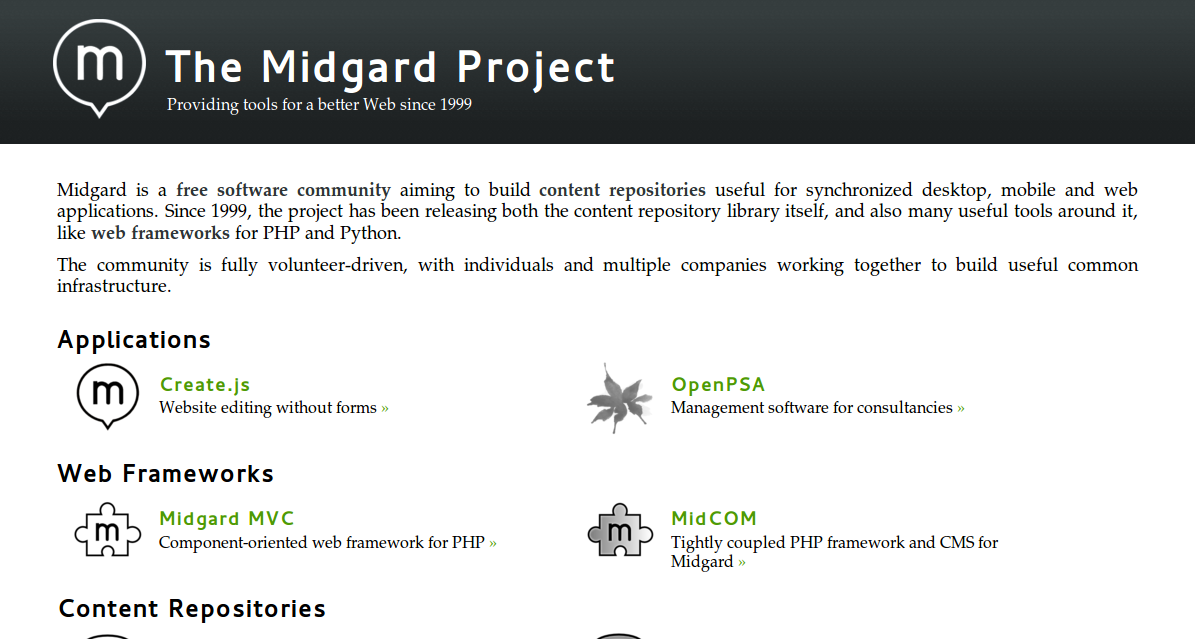 m
The Midgard Project
Providing tools for a better Web since 1999
Midgard is a free software community aiming to build content repositories useful for synchronized desktop, mobile and web
applications. Since 1999, the project has been releasing both the content repository library itself, and also many useful tools around it,
like web frameworks for PHP and Python.
The community is fully volunteer-driven, with individuals and multiple companies working together to build useful common
infrastructure.
Applications
m
Create.js
Website editing without forms »
OpenPSA
Management software for consultancies »
Web Frameworks
m
Midgard MVC
Component-oriented web framework for PHP »
m
MidCOM
Tightly coupled PHP framework and CMS for
Midgard »
Content Repositories